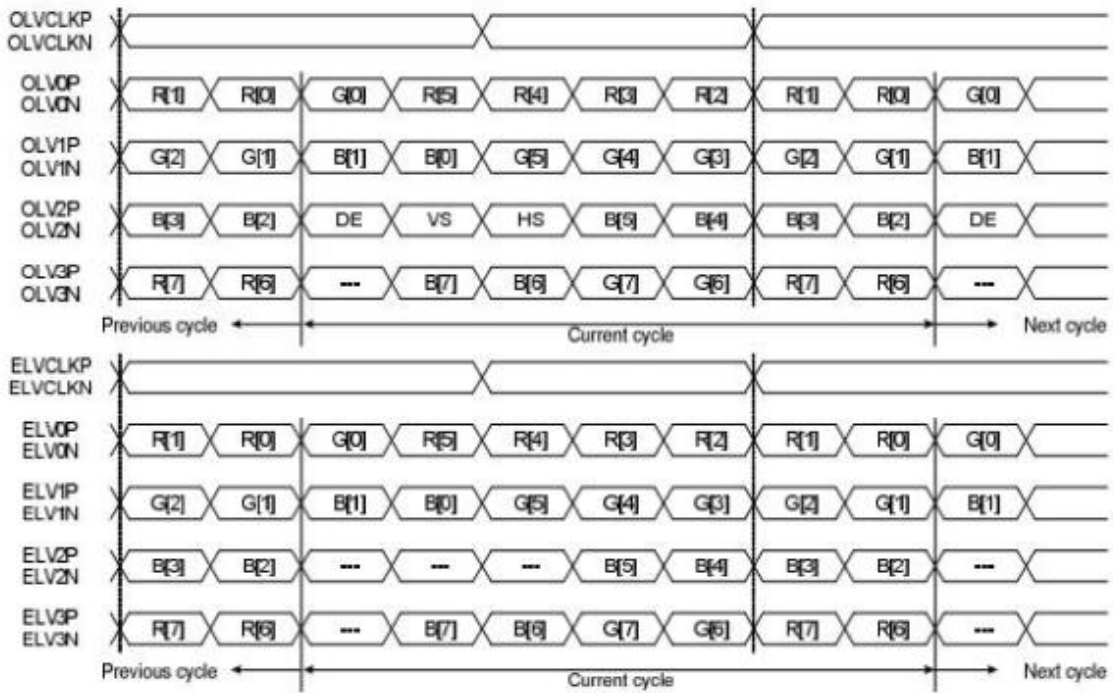 OLVCLKP
OLVCLKN
OLV0P
OLV0N
R[1] R[0] G[0] R[5] R[4] R[3] R[2] R[1] R[0] G[0]
OLV1P
OLV1N
G[2] G[1] B[1] B[0] G[5] G[4] G[3] G[2] G[1] B[1]
OLV2P
OLV2N
B[3] B[2] DE VS HS B[5] B[4] B[3] B[2] DE
OLV3P
OLV3N
R[7] R[6] --- B[7] B[6] G[7] G[6] R[7] R[6] ---
Previous cycle Current cycle Next cycle
ELVCLKP
ELVCLKN
ELV0P
ELV0N
R[1] R[0] G[0] R[5] R[4] R[3] R[2] R[1] R[0] G[0]
ELV1P
ELV1N
G[2] G[1] B[1] B[0] G[5] G[4] G[3] G[2] G[1] B[1]
ELV2P
ELV2N
B[3] B[2] --- --- --- B[5] B[4] B[3] B[2] ---
ELV3P
ELV3N
R[7] R[6] --- B[7] B[6] G[7] G[6] R[7] R[6] ---
Previous cycle Current cycle Next cycle